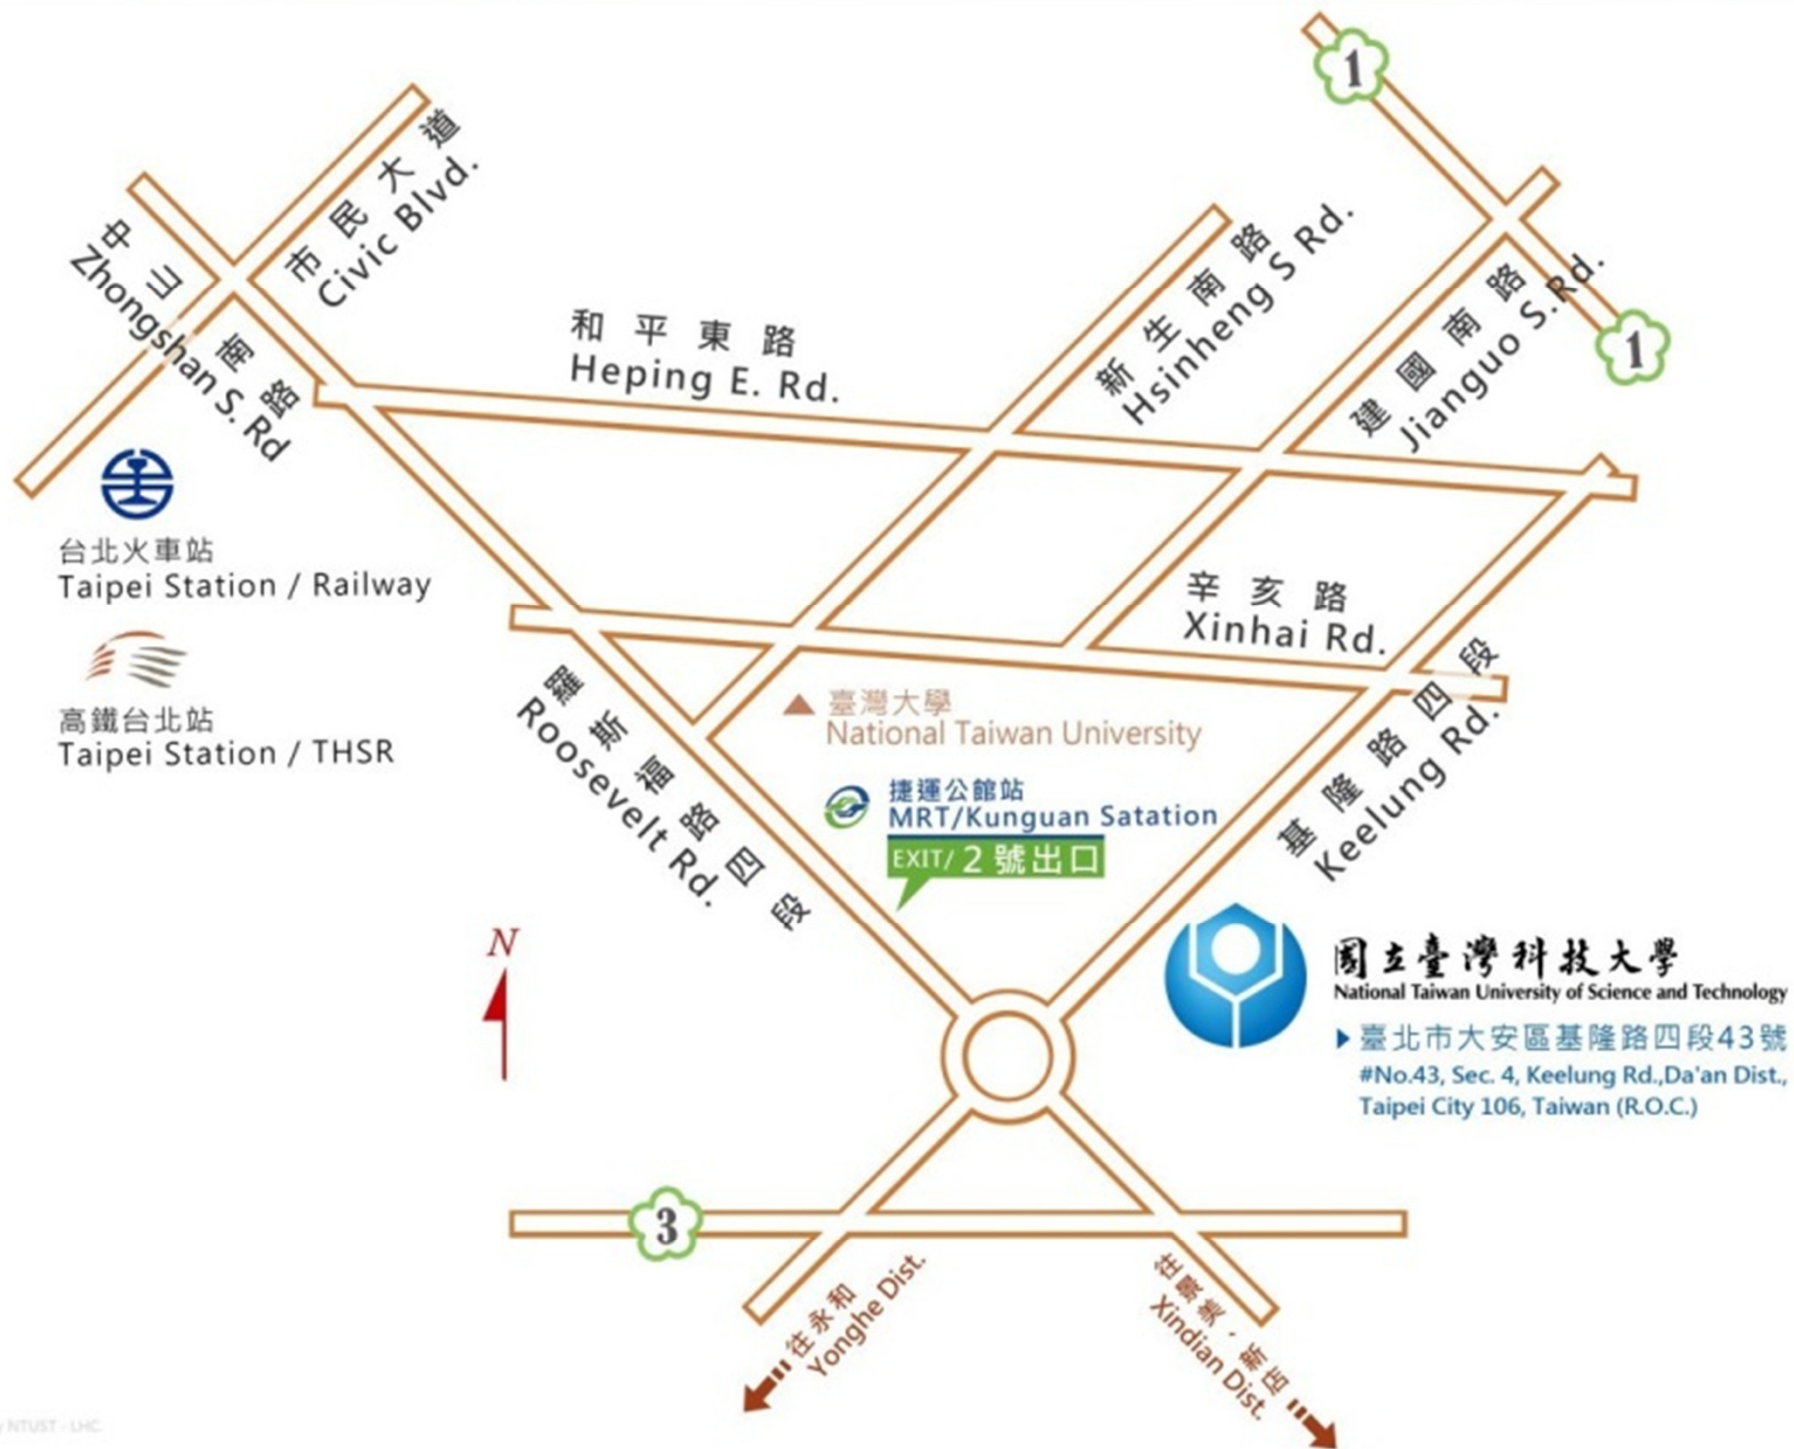 1
道
大
民
市
Civic Blvd.
中山南路
Zhongshan S. Rd
和平東路
Heping E. Rd.
新生南路
Hsinheng S Rd.
建國南路
Jianguo S. Rd.
1
台北火車站
Taipei Station / Railway
高鐵台北站
Taipei Station / THSR
辛亥路
Xinhai Rd.
羅斯福路四段
Roosevelt Rd.
臺灣大學
National Taiwan University
捷運公館站
MRT/Kunguan Satation
EXIT/ 2 號出口
基隆路四段
Keelung Rd.
N
國立臺灣科技大學
National Taiwan University of Science and Technology
臺北市大安區基隆路四段43號
#No.43, Sec. 4, Keelung Rd.,Da'an Dist.,
Taipei City 106, Taiwan (R.O.C.)
3
往永和
Yonghe Dist.
往景美，新店
Xindian Dist.
NTUST - LHC